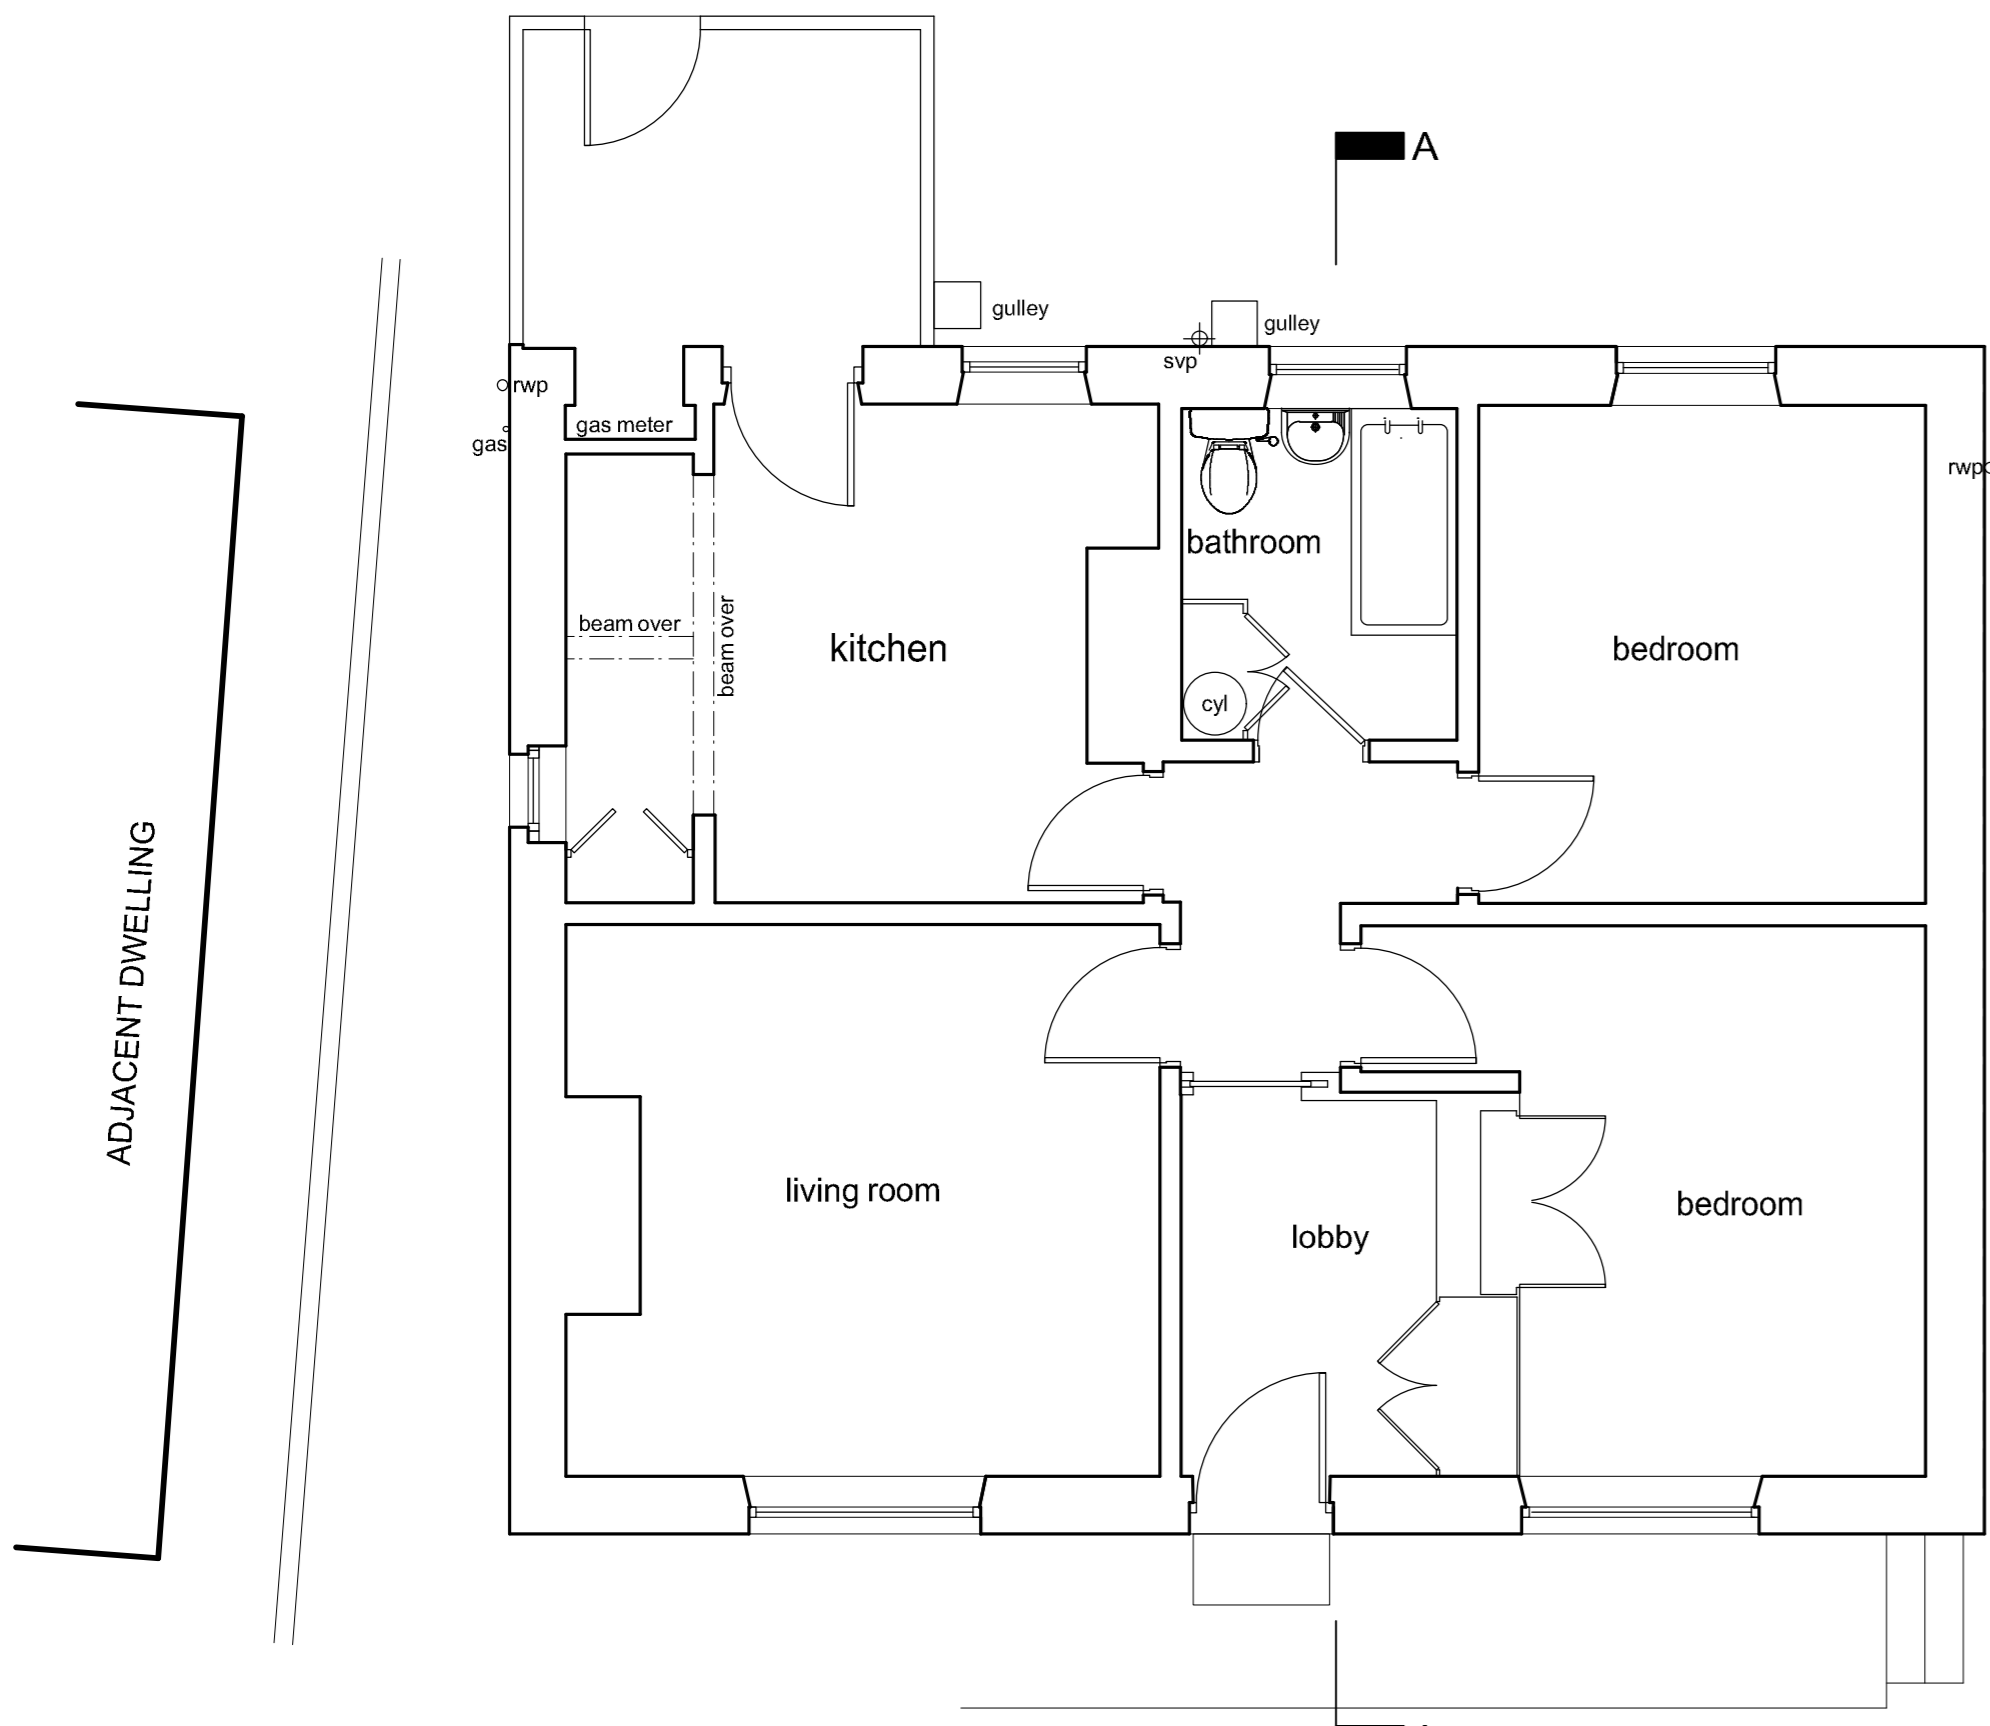 A
gulley
gulley
svp
rwp
gas meter
gas
rwp
bathroom
beam over
beam over
kitchen
bedroom
cyl
ADJACENT DWELLING
living room
bedroom
lobby